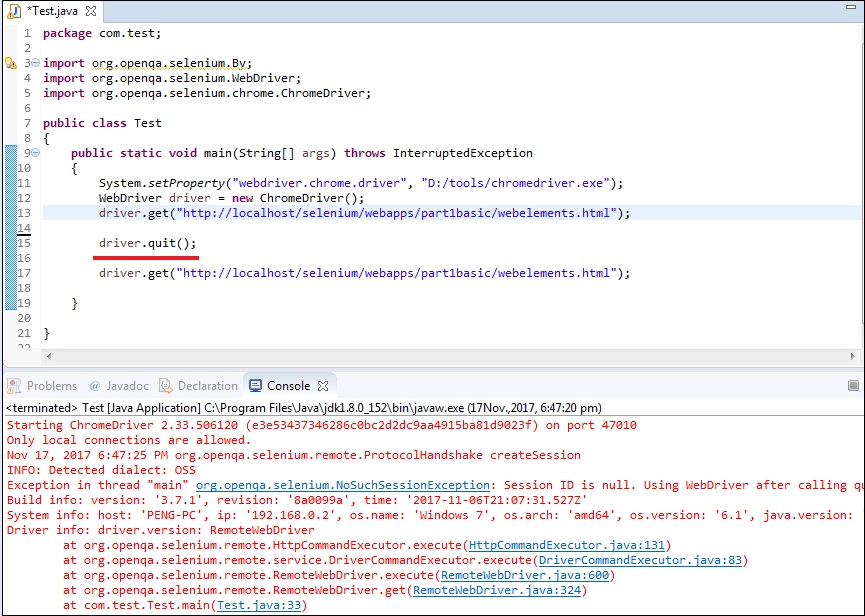 *Test.java
1 package com.test;
2
3 import org.openqa.selenium.By;
4 import org.openqa.selenium.WebDriver;
5 import org.openqa.selenium.chrome.ChromeDriver;
6
7 public class Test
8 {
9 public static void main(String[] args) throws InterruptedException
10 {
11 System.setProperty("webdriver.chrome.driver", "D:/tools/chromedriver.exe");
12 WebDriver driver = new ChromeDriver();
13 driver.get("http://localhost/selenium/webapps/part1basic/webelements.html");
14
15 driver.quit();
16
17 driver.get("http://localhost/selenium/webapps/part1basic/webelements.html");
18
19 }
20
21 }
22
Problems @ Javadoc Declaration Console
<terminated> Test [Java Application] C:\Program Files\Java\jdk1.8.0_152\bin\javaw.exe (17Nov.,2017, 6:47:20 pm)
Starting ChromeDriver 2.33.506120 (e3e53437346286c0bc2d2dc9aa4915ba81d9023f) on port 47010
Only local connections are allowed.
Nov 17, 2017 6:47:25 PM org.openqa.selenium.remote.ProtocolHandshake createSession
INFO: Detected dialect: OSS
Exception in thread "main" org.openqa.selenium.NoSuchSessionException: Session ID is null. Using WebDriver after calling qu
Build info: version: '3.7.1', revision: '8a0099a', time: '2017-11-06T21:07:31.527Z'
System info: host: 'PENG-PC', ip: '192.168.0.2', os.name: 'Windows 7', os.arch: 'amd64', os.version: '6.1', java.version:
Driver info: driver.version: RemoteWebDriver
at org.openqa.selenium.remote.HttpCommandExecutor.execute(HttpCommandExecutor.java:131)
at org.openqa.selenium.remote.service.DriverCommandExecutor.execute(DriverCommandExecutor.java:83)
at org.openqa.selenium.remote.RemoteWebDriver.execute(RemoteWebDriver.java:600)
at org.openqa.selenium.remote.RemoteWebDriver.get(RemoteWebDriver.java:324)
at com.test.Test.main(Test.java:33)